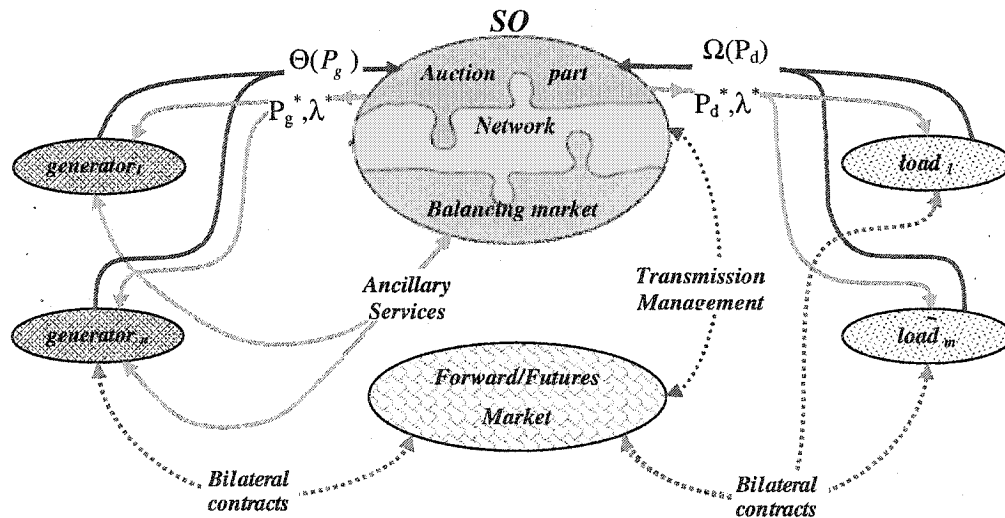 SO
Θ(P_g)
Auction part
Ω(P_d)
P_g^*,λ^*
P_d^*,λ^*
Network
generator_1
load_1
Balancing market
Ancillary
Services
Transmission
Management
generator_n
load_m
Forward/Futures
Market
Bilateral
contracts
Bilateral
contracts